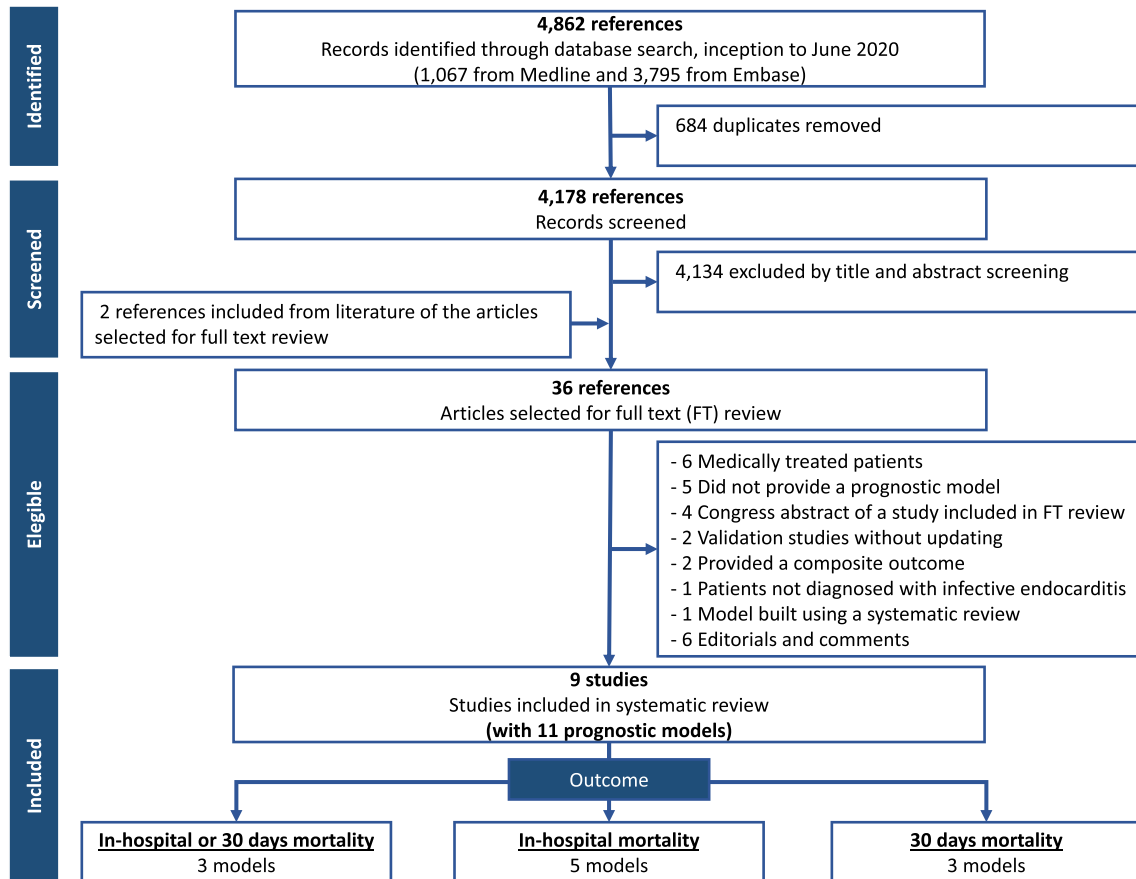 Identified
4,862 references
Records identified through database search, inception to June 2020
(1,067 from Medline and 3,795 from Embase)
684 duplicates removed
Screened
4,178 references
Records screened
4,134 excluded by title and abstract screening
2 references included from literature of the articles
selected for full text review
Elegible
36 references
Articles selected for full text (FT) review
- 6 Medically treated patients
- 5 Did not provide a prognostic model
- 4 Congress abstract of a study included in FT review
- 2 Validation studies without updating
- 2 Provided a composite outcome
- 1 Patients not diagnosed with infective endocarditis
- 1 Model built using a systematic review
- 6 Editorials and comments
Included
9 studies
Studies included in systematic review
(with 11 prognostic models)
Outcome
In-hospital or 30 days mortality
3 models
In-hospital mortality
5 models
30 days mortality
3 models